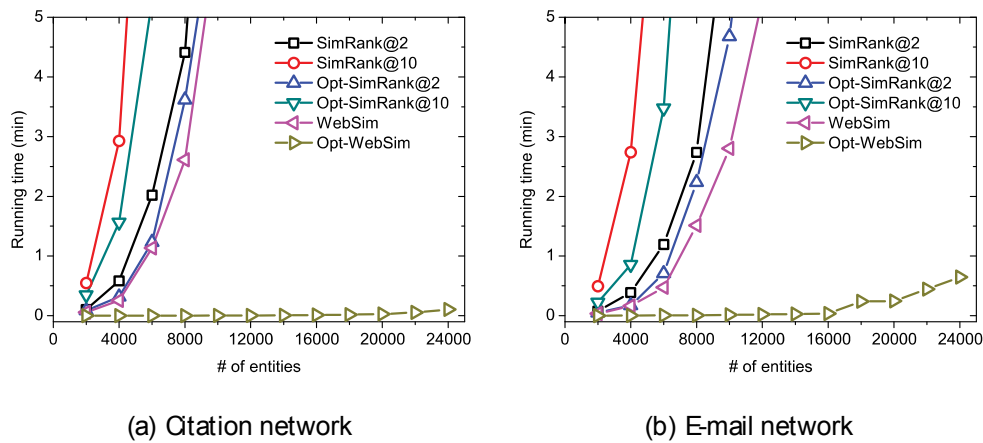 5
4
3
2
1
0
Running time (min)
SimRank@2
SimRank@10
Opt-SimRank@2
Opt-SimRank@10
WebSim
Opt-WebSim
0 4000 8000 12000 16000 20000 24000
# of entities
(a) Citation network
5
4
3
2
1
0
Running time (min)
SimRank@2
SimRank@10
Opt-SimRank@2
Opt-SimRank@10
WebSim
Opt-WebSim
0 4000 8000 12000 16000 20000 24000
# of entities
(b) E-mail network